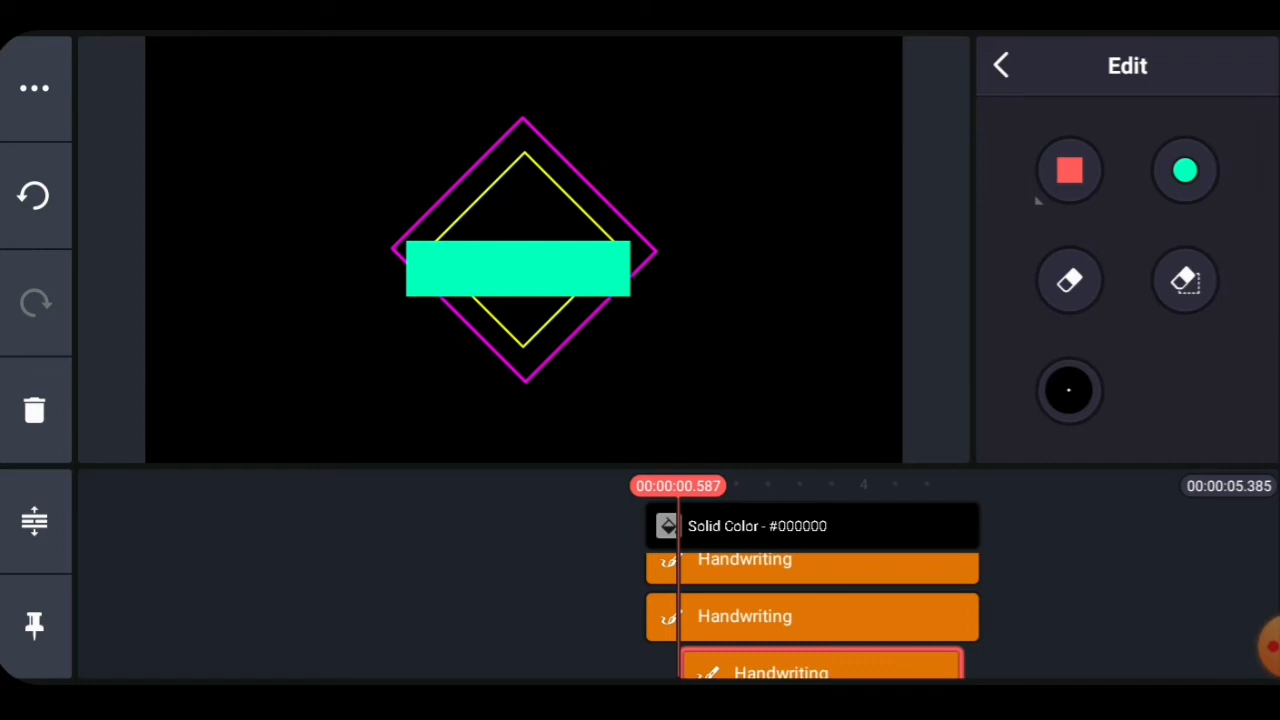 Edit
00:00:00.587
4
00:00:05.385
Solid Color - #000000
Handwriting
Handwriting
Handwriting